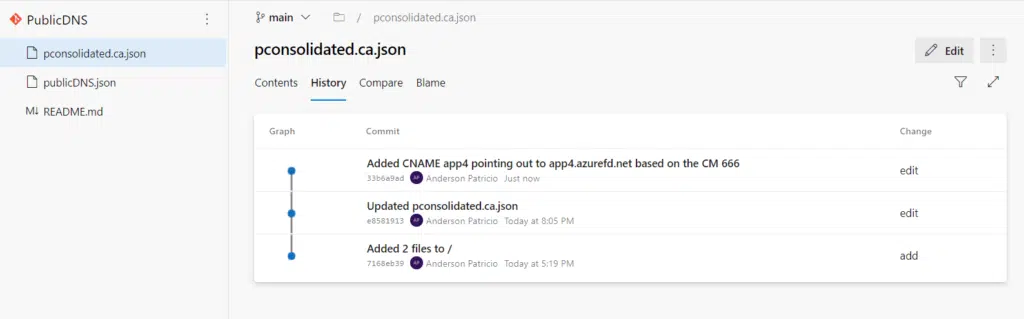 PublicDNS
pconsolidated.ca.json
publicDNS.json
M↓ README.md
main / pconsolidated.ca.json
pconsolidated.ca.json
Edit
Contents History Compare Blame
Graph Commit Change
Added CNAME app4 pointing out to app4.azurefd.net based on the CM 666
33b6a9ad AP Anderson Patricio Just now
edit
Updated pconsolidated.ca.json
e8581913 AP Anderson Patricio Today at 8:05 PM
edit
Added 2 files to /
7168eb39 AP Anderson Patricio Today at 5:19 PM
add